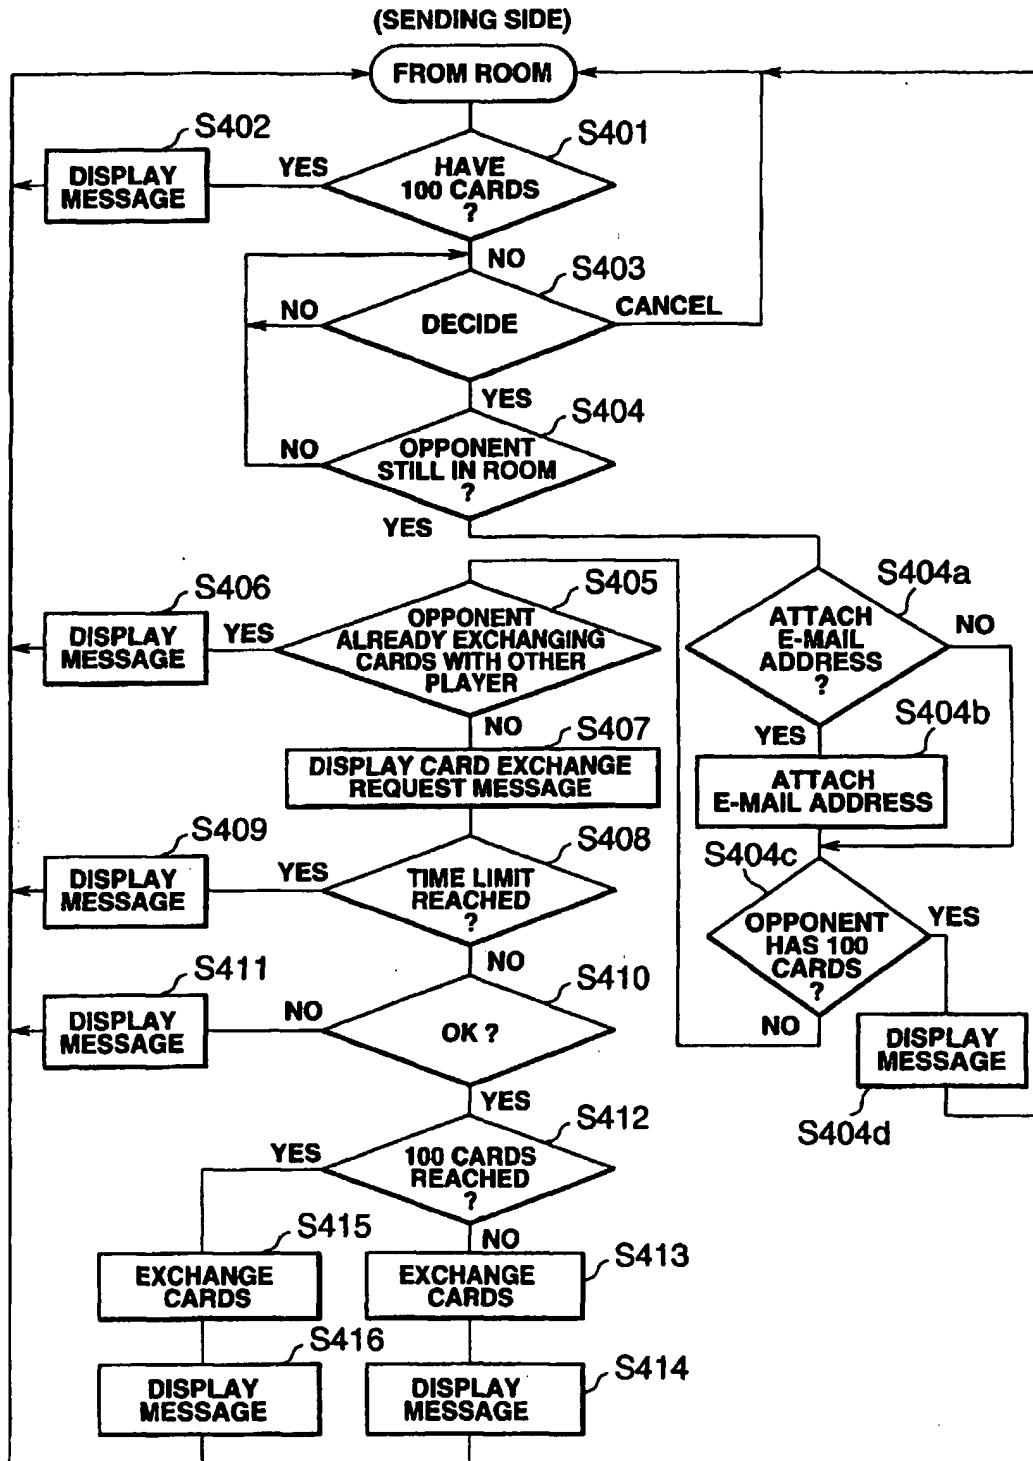 (SENDING SIDE)
FROM ROOM
S402
S401
DISPLAY
MESSAGE
YES
HAVE
100 CARDS
?
NO
S403
NO
DECIDE
CANCEL
YES
S404
NO
OPPONENT
STILL IN ROOM
?
YES
S406
S405
S404a
DISPLAY
MESSAGE
YES
OPPONENT
ALREADY EXCHANGING
CARDS WITH OTHER
PLAYER
ATTACH
E-MAIL
ADDRESS
?
NO
NO
S407
YES
S404b
DISPLAY CARD EXCHANGE
REQUEST MESSAGE
ATTACH
E-MAIL ADDRESS
S409
S408
S404c
DISPLAY
MESSAGE
YES
TIME LIMIT
REACHED
?
OPPONENT
HAS 100
CARDS
?
YES
NO
NO
S411
S410
DISPLAY
MESSAGE
NO
OK ?
DISPLAY
MESSAGE
S404d
YES
S412
YES
100 CARDS
REACHED
?
NO
S415
S413
EXCHANGE
CARDS
EXCHANGE
CARDS
S416
S414
DISPLAY
MESSAGE
DISPLAY
MESSAGE